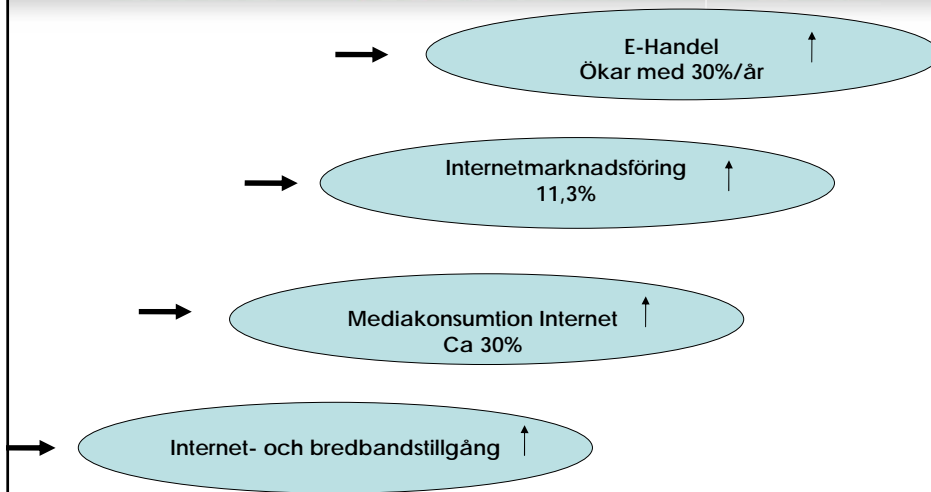 E-Handel
Ökar med 30%/år
Internetmarknadsföring
11,3%
Mediakonsumtion Internet
Ca 30%
Internet- och bredbandstillgång